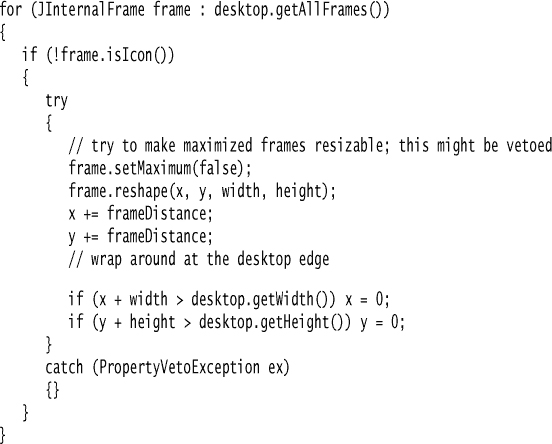 for (JInternalFrame frame : desktop.getAllFrames())
{
   if (!frame.isIcon())
   {
      try
      {
         // try to make maximized frames resizable; this might be vetoed
         frame.setMaximum(false);
         frame.reshape(x, y, width, height);
         x += frameDistance;
         y += frameDistance;
         // wrap around at the desktop edge
         if (x + width > desktop.getWidth()) x = 0;
         if (y + height > desktop.getHeight()) y = 0;
      }
      catch (PropertyVetoException ex)
      {}
   }
}